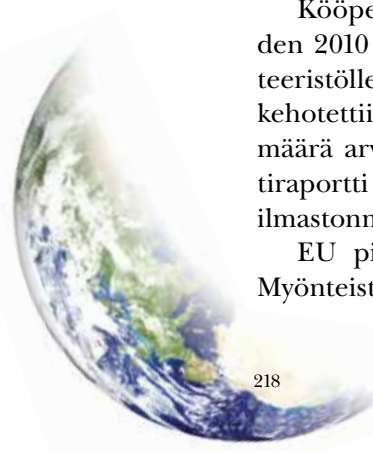 Kööpe
den 2010
teeristölle
kehotettii
määrä arv
tiraportti
ilmastonm
EU pi
Myönteist
218